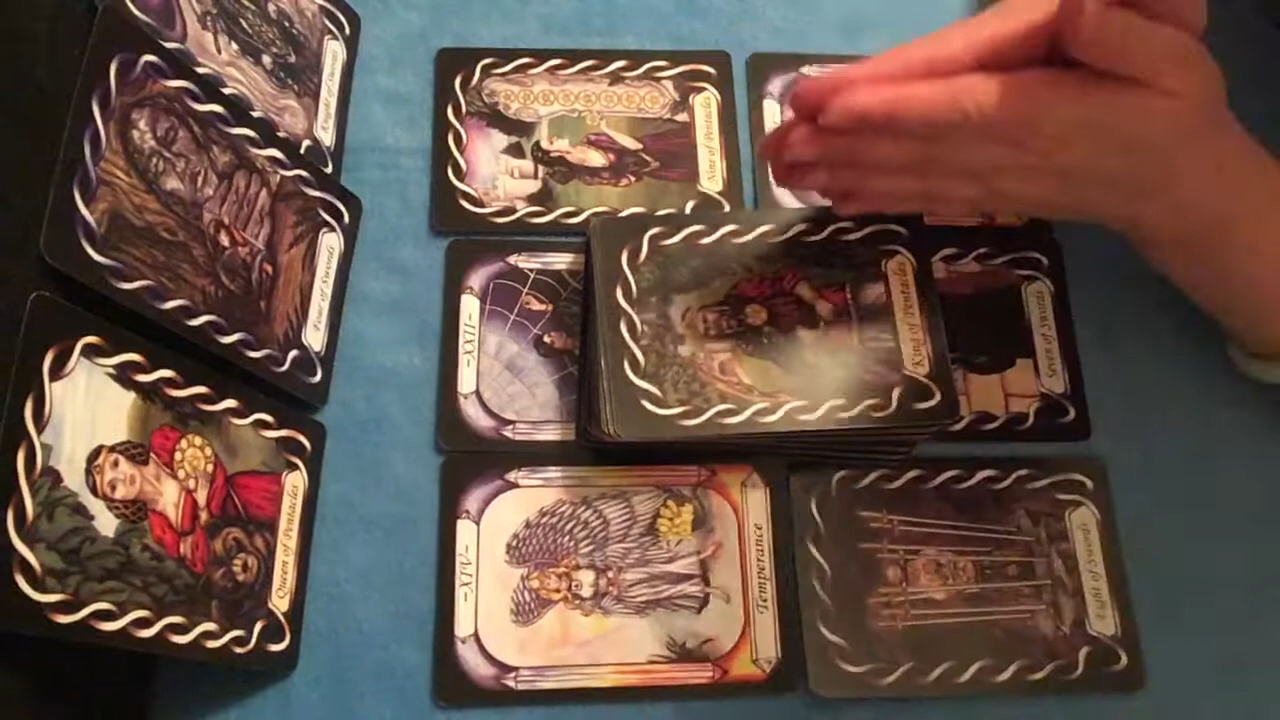 Knight of Swords
Four of Swords
Queen of Pentacles
Nine of Pentacles
-XXII-
King of Pentacles
Seven of Swords
-XIV-
Temperance
Eight of Swords